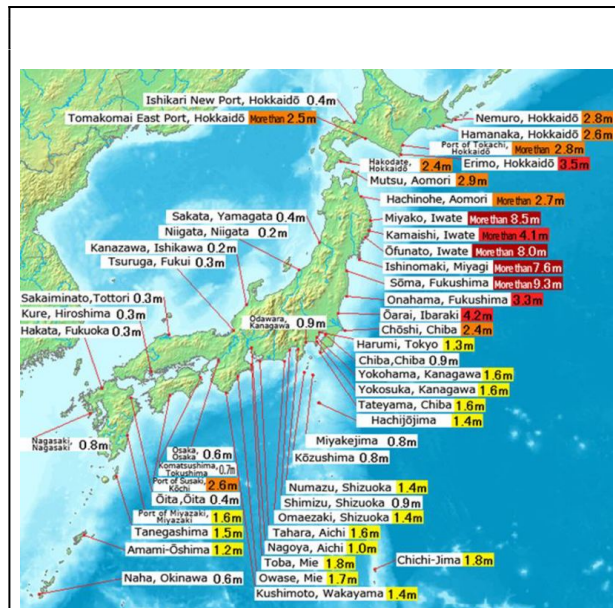 Ishikari New Port, Hokkaidō 0.4m
Tomakomai East Port, Hokkaidō More than 2.5m
Nemuro, Hokkaidō 2.8m
Hamanaka, Hokkaidō 2.6m
Port of Tokachi, Hokkaidō More than 2.8m
Hakodate, Hokkaidō 2.4m
Erimo, Hokkaidō 3.5m
Mutsu, Aomori 2.9m
Hachinohe, Aomori More than 2.7m
Sakata, Yamagata 0.4m
Miyako, Iwate More than 8.5m
Niigata, Niigata 0.2m
Kamaishi, Iwate More than 4.1m
Kanazawa, Ishikawa 0.2m
Ōfunato, Iwate More than 8.0m
Tsuruga, Fukui 0.3m
Ishinomaki, Miyagi More than 7.6m
Sōma, Fukushima More than 9.3m
Sakaiminato,Tottori 0.3m
Onahama, Fukushima 3.3m
Kure, Hiroshima 0.3m
Ōarai, Ibaraki 4.2m
Odawara, Kanagawa 0.9m
Hakata, Fukuoka 0.3m
Chōshi, Chiba 2.4m
Harumi, Tokyo 1.3m
Chiba,Chiba 0.9m
Yokohama, Kanagawa 1.6m
Yokosuka, Kanagawa 1.6m
Tateyama, Chiba 1.6m
Hachijōjima 1.4m
Nagasaki, Nagasaki 0.8m
Miyakejima 0.8m
Osaka, Osaka 0.6m
Kōzushima 0.8m
Komatsushima, Tokushima 0.7m
Port of Susaki, Kōchi 2.6m
Numazu, Shizuoka 1.4m
Ōita,Ōita 0.4m
Shimizu, Shizuoka 0.9m
Port of Miyazaki, Miyazaki 1.6m
Omaezaki, Shizuoka 1.4m
Tanegashima 1.5m
Tahara, Aichi 1.6m
Amami-Ōshima 1.2m
Nagoya, Aichi 1.0m
Toba, Mie 1.8m
Chichi-Jima 1.8m
Naha, Okinawa 0.6m
Owase, Mie 1.7m
Kushimoto, Wakayama 1.4m